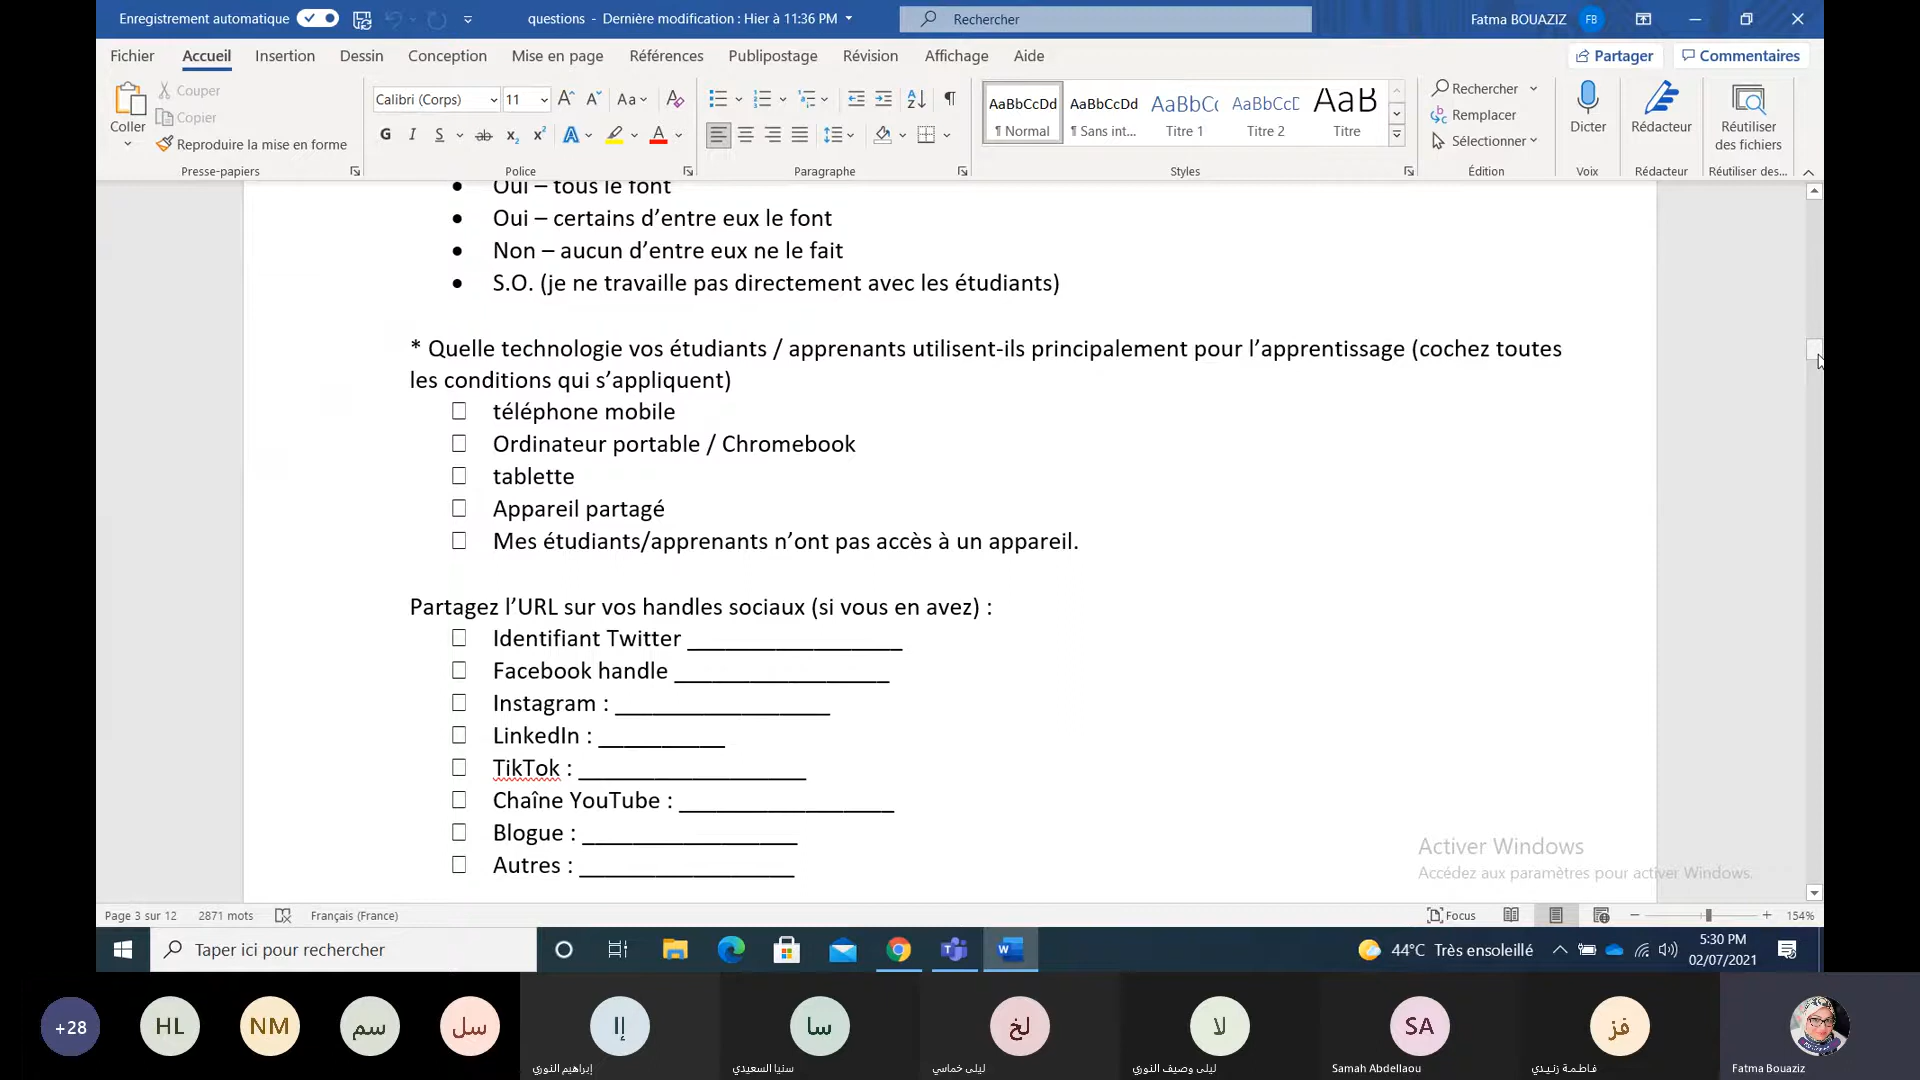 Enregistrement automatique
questions - Dernière modification : Hier à 11:36 PM
Rechercher
Fatma BOUAZIZ
FB
Fichier Accueil Insertion Dessin Conception Mise en page Références Publipostage Révision Affichage Aide
Partager
Commentaires
Coller
Couper
Copier
Reproduire la mise en forme
Presse-papiers
Calibri (Corps) 11
Police
Paragraphe
AaBbCcDd AaBbCcDd AaBbC AaBbCcD AaB
¶ Normal ¶ Sans int... Titre 1 Titre 2 Titre
Styles
Rechercher
Remplacer
Sélectionner
Édition
Dicter
Voix
Rédacteur
Rédacteur
Réutiliser des fichiers
Réutiliser des...
• Oui – tous le font
• Oui – certains d’entre eux le font
• Non – aucun d’entre eux ne le fait
• S.O. (je ne travaille pas directement avec les étudiants)
* Quelle technologie vos étudiants / apprenants utilisent-ils principalement pour l’apprentissage (cochez toutes
les conditions qui s’appliquent)
☐ téléphone mobile
☐ Ordinateur portable / Chromebook
☐ tablette
☐ Appareil partagé
☐ Mes étudiants/apprenants n’ont pas accès à un appareil.
Partagez l’URL sur vos handles sociaux (si vous en avez) :
☐ Identifiant Twitter _________________
☐ Facebook handle _________________
☐ Instagram : _________________
☐ LinkedIn : __________
☐ TikTok : __________________
☐ Chaîne YouTube : _________________
☐ Blogue : _________________
☐ Autres : _________________
Activer Windows
Accédez aux paramètres pour activer Windows.
Page 3 sur 12 2871 mots Français (France)
Focus
154%
Taper ici pour rechercher
44°C Très ensoleillé
5:30 PM
02/07/2021
+28 HL NM سم سل إا سا لخ لا SA فز
إبراهيم النوري سنيا السعيدي ليلى خماسي ليلى وصيف النوري Samah Abdellaou فاطمة زنيدي Fatma Bouaziz